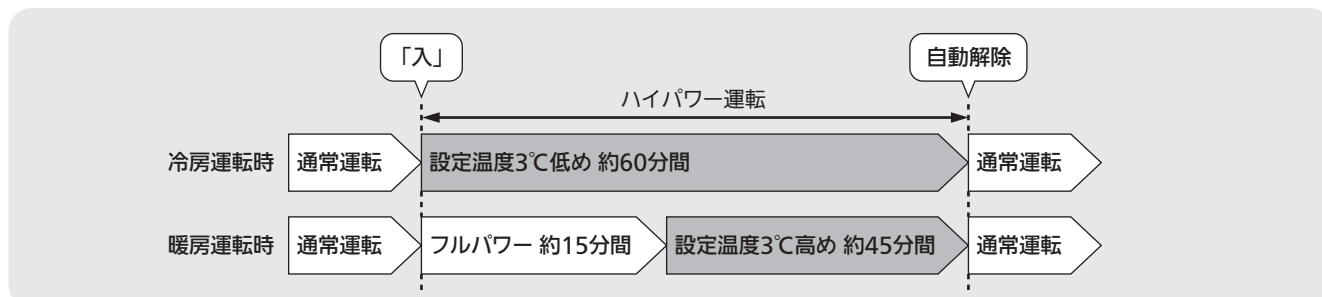 「入」
自動解除
ハイパワー運転
冷房運転時 通常運転 設定温度3℃低め 約60分間 通常運転
暖房運転時 通常運転 フルパワー 約15分間 設定温度3℃高め 約45分間 通常運転